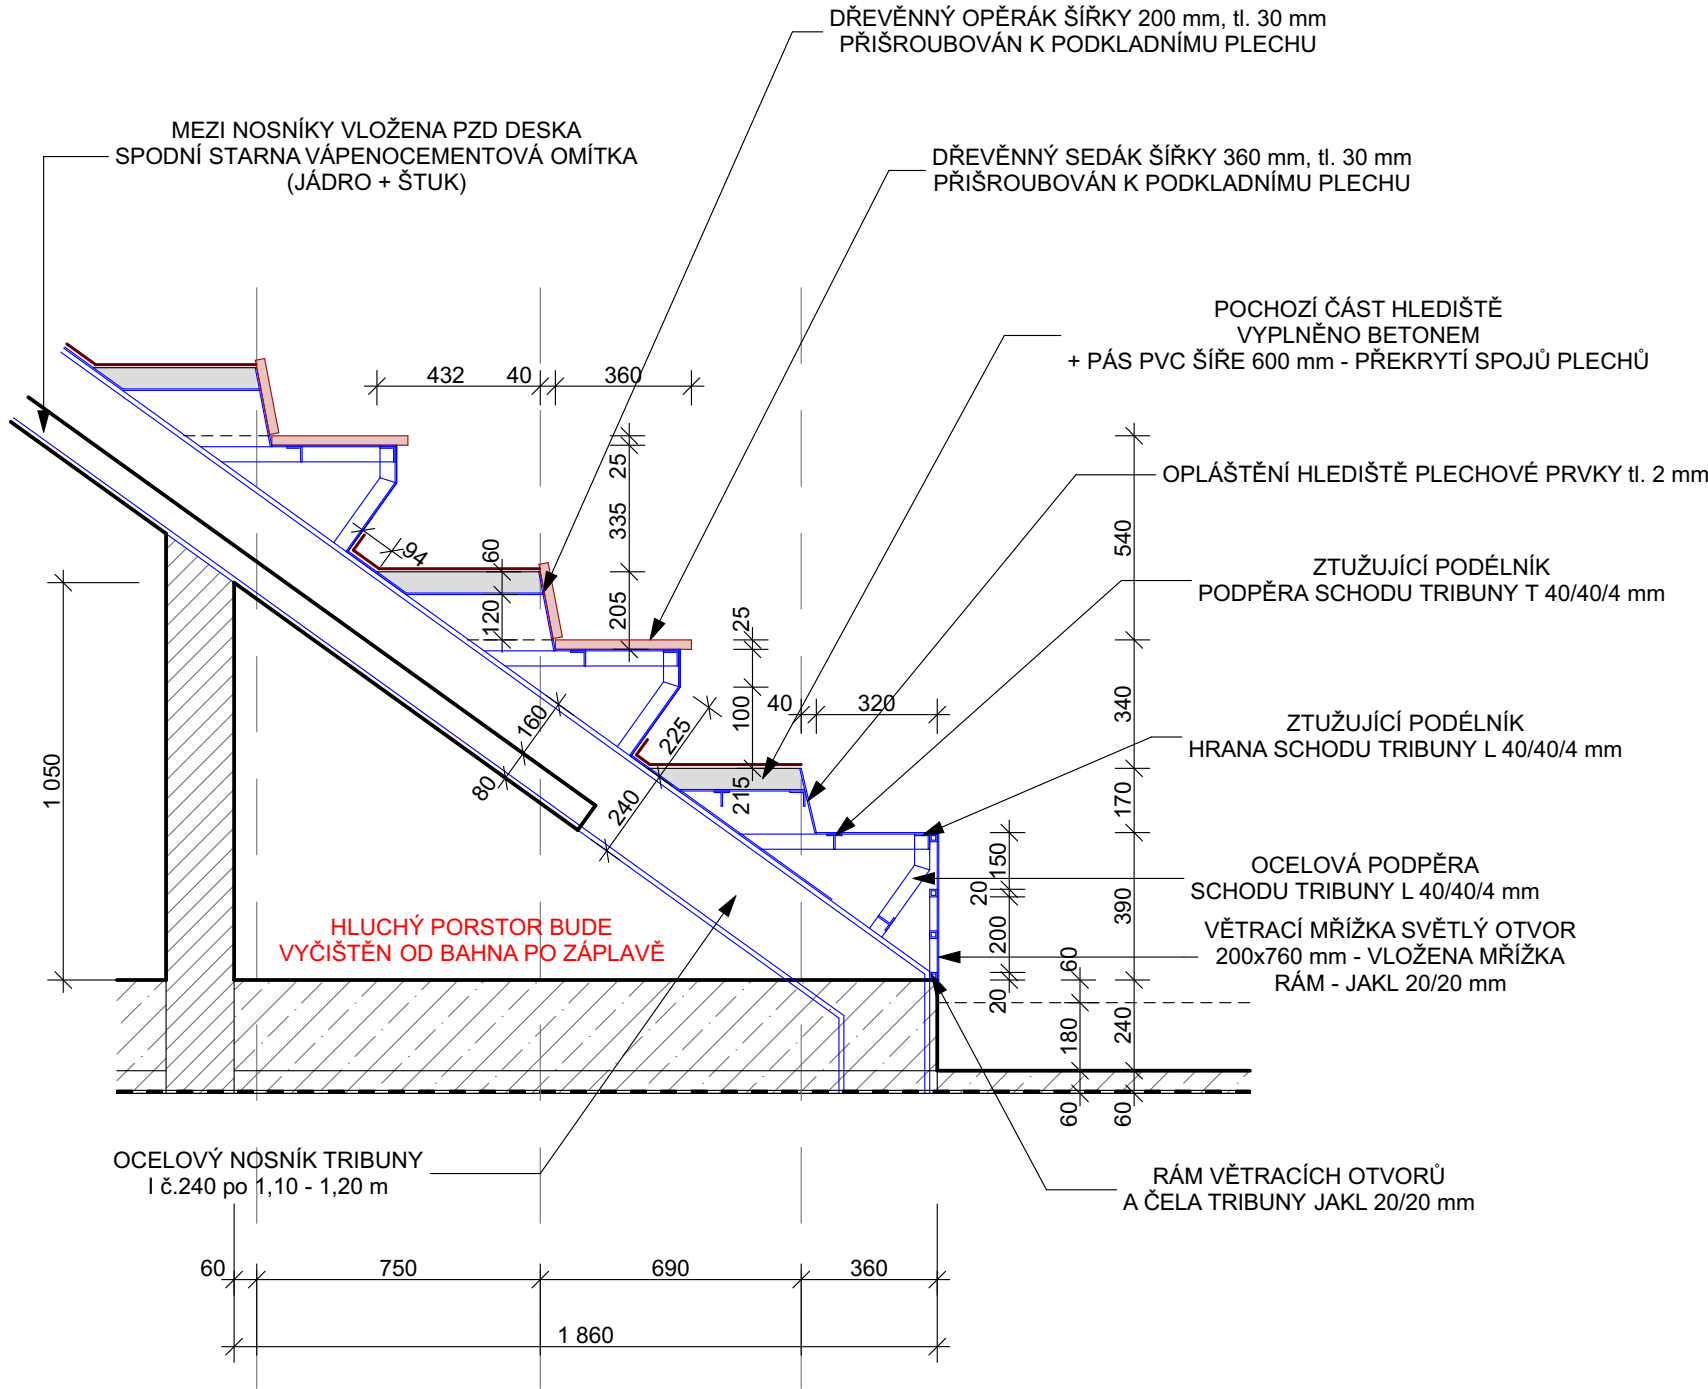 DŘEVĚNNÝ OPĚRÁK ŠÍŘKY 200 mm, tl. 30 mm
PŘIŠROUBOVÁN K PODKLADNÍMU PLECHU
MEZI NOSNÍKY VLOŽENA PZD DESKA
SPODNÍ STARNA VÁPENOCEMENTOVÁ OMÍTKA
(JÁDRO + ŠTUK)
DŘEVĚNNÝ SEDÁK ŠÍŘKY 360 mm, tl. 30 mm
PŘIŠROUBOVÁN K PODKLADNÍMU PLECHU
POCHOZÍ ČÁST HLEDIŠTĚ
VYPLNĚNO BETONEM
+ PÁS PVC ŠÍŘE 600 mm - PŘEKRYTÍ SPOJŮ PLECHŮ
432 40 360
OPLÁŠTĚNÍ HLEDIŠTĚ PLECHOVÉ PRVKY tl. 2 mm
25
335
205
94
60
120
540
340
170
390
240
60
ZTUŽUJÍCÍ PODÉLNÍK
PODPĚRA SCHODU TRIBUNY T 40/40/4 mm
25
100
215
40 320
160
80
225
240
1 050
ZTUŽUJÍCÍ PODÉLNÍK
HRANA SCHODU TRIBUNY L 40/40/4 mm
150
20
200
20
OCELOVÁ PODPĚRA
SCHODU TRIBUNY L 40/40/4 mm
VĚTRACÍ MŘÍŽKA SVĚTLÝ OTVOR
200x760 mm - VLOŽENA MŘÍŽKA
RÁM - JAKL 20/20 mm
60
180
60
HLUCHÝ PORSTOR BUDE
VYČIŠTĚN OD BAHNA PO ZÁPLAVĚ
OCELOVÝ NOSNÍK TRIBUNY
I č.240 po 1,10 - 1,20 m
RÁM VĚTRACÍCH OTVORŮ
A ČELA TRIBUNY JAKL 20/20 mm
60 750 690 360
1 860